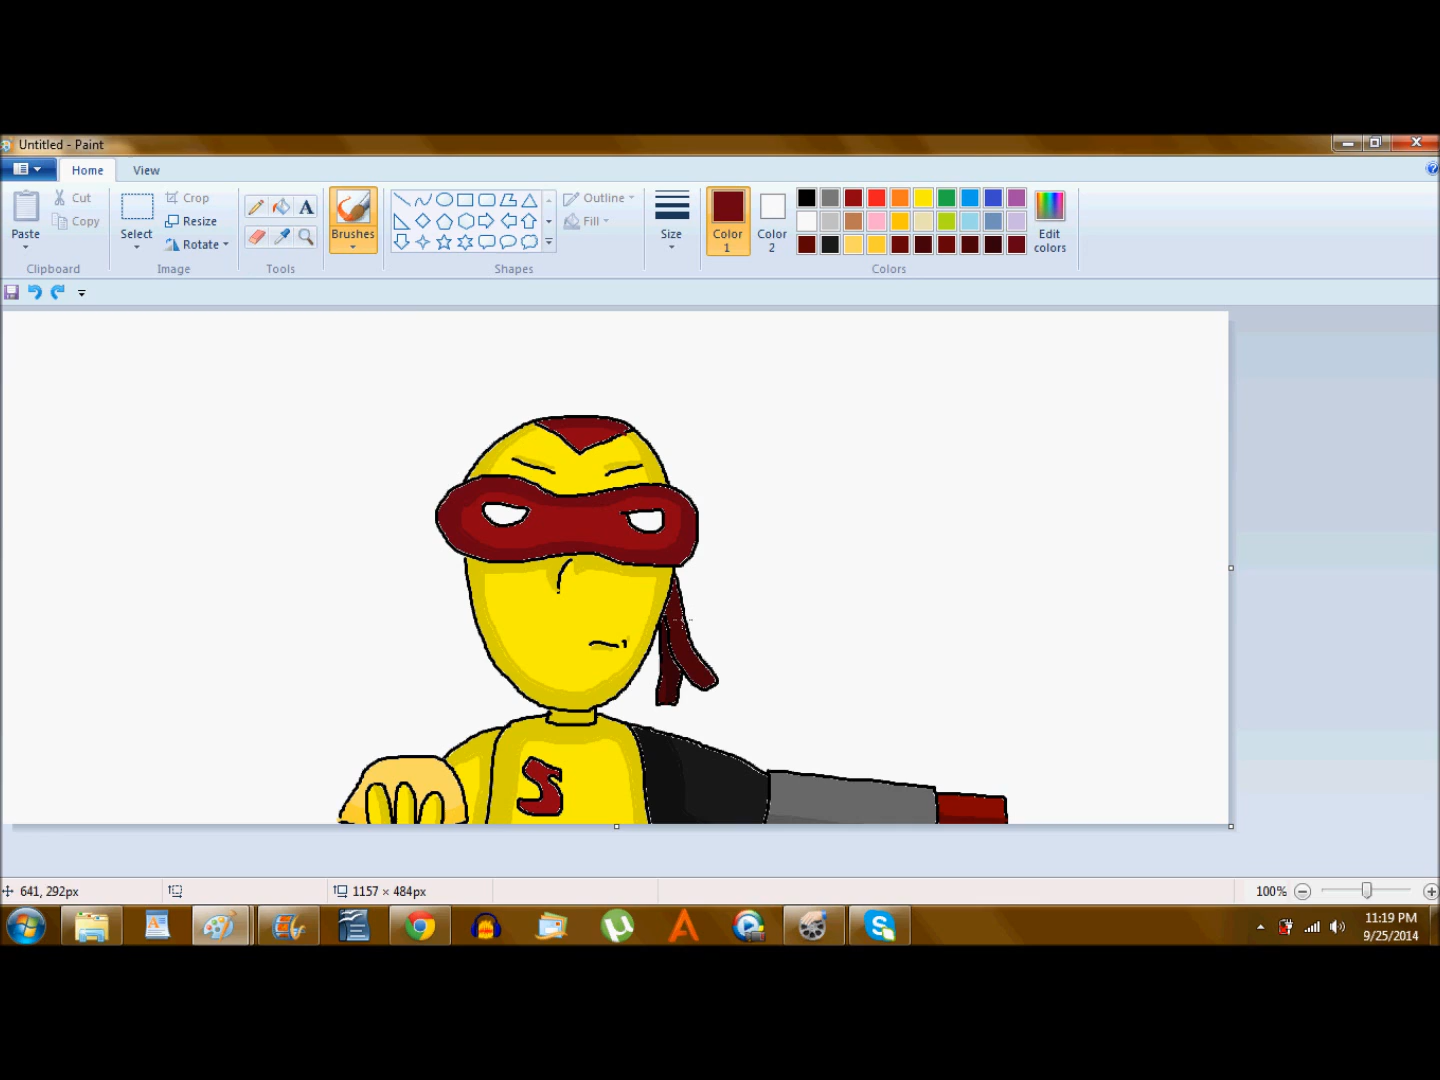 Untitled - Paint
Home View
Paste
Cut
Copy
Clipboard
Select
Crop
Resize
Rotate
Image
A
Tools
Brushes
Shapes
Outline
Fill
Size
Color 1
Color 2
Edit colors
Colors
S
641, 292px
1157 × 484px
100%
S
11:19 PM
9/25/2014